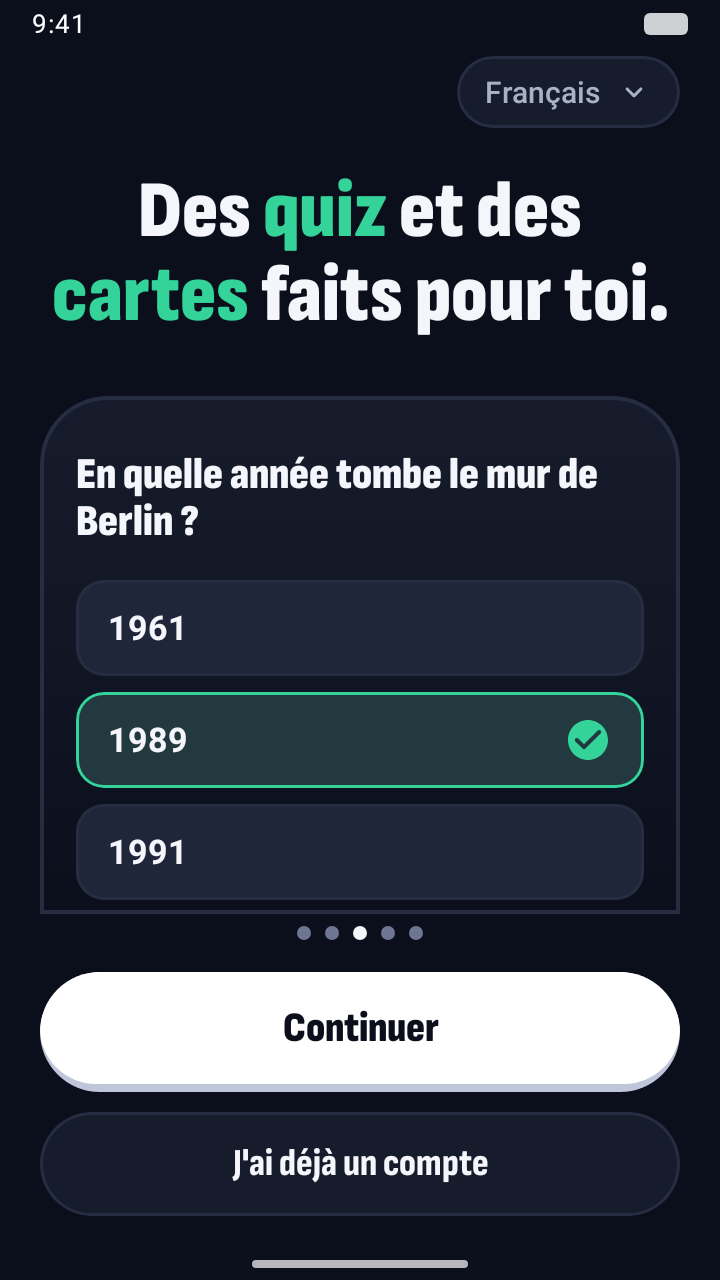 9:41
Français
Des quiz et des
cartes faits pour toi.
En quelle année tombe le mur de
Berlin ?
1961
1989
1991
Continuer
J'ai déjà un compte